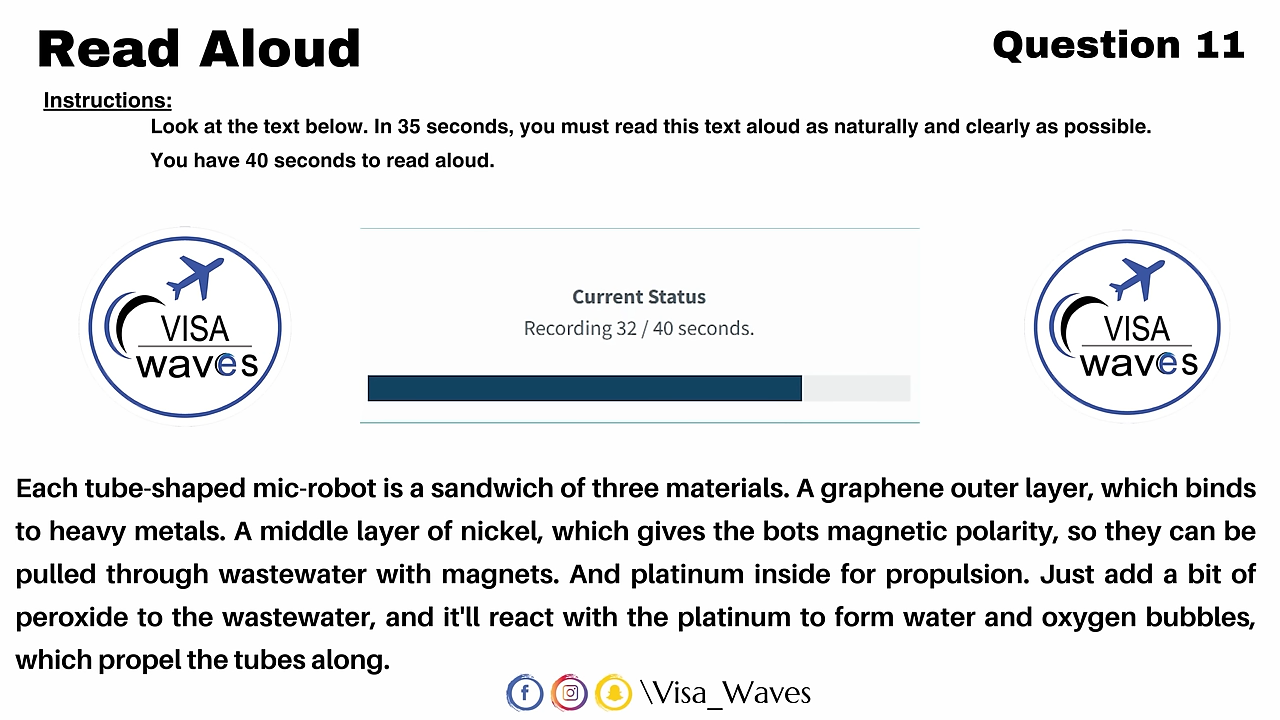 Read Aloud
Question 11
Instructions:
Look at the text below. In 35 seconds, you must read this text aloud as naturally and clearly as possible.
You have 40 seconds to read aloud.
VISA
waves
Current Status
Recording 32 / 40 seconds.
VISA
waves
Each tube-shaped mic-robot is a sandwich of three materials. A graphene outer layer, which binds
to heavy metals. A middle layer of nickel, which gives the bots magnetic polarity, so they can be
pulled through wastewater with magnets. And platinum inside for propulsion. Just add a bit of
peroxide to the wastewater, and it'll react with the platinum to form water and oxygen bubbles,
which propel the tubes along.
\Visa_Waves